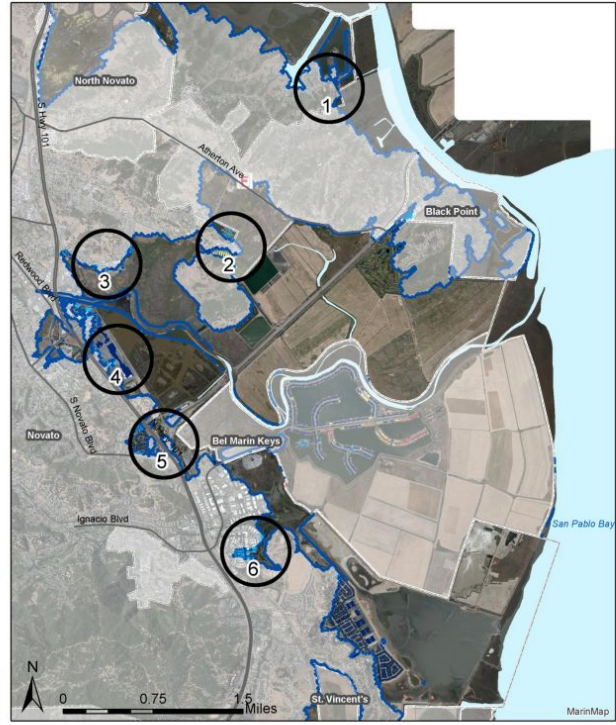 North Novato
S Hwy 101
1
Atherton Ave
Black Point
2
3
Redwood Blvd
4
S Novato Blvd
Novato
5
Bel Marin Keys
San Pablo Bay
Ignacio Blvd
6
N
0 0.75 1.5
Miles
St. Vincent's
MarinMap